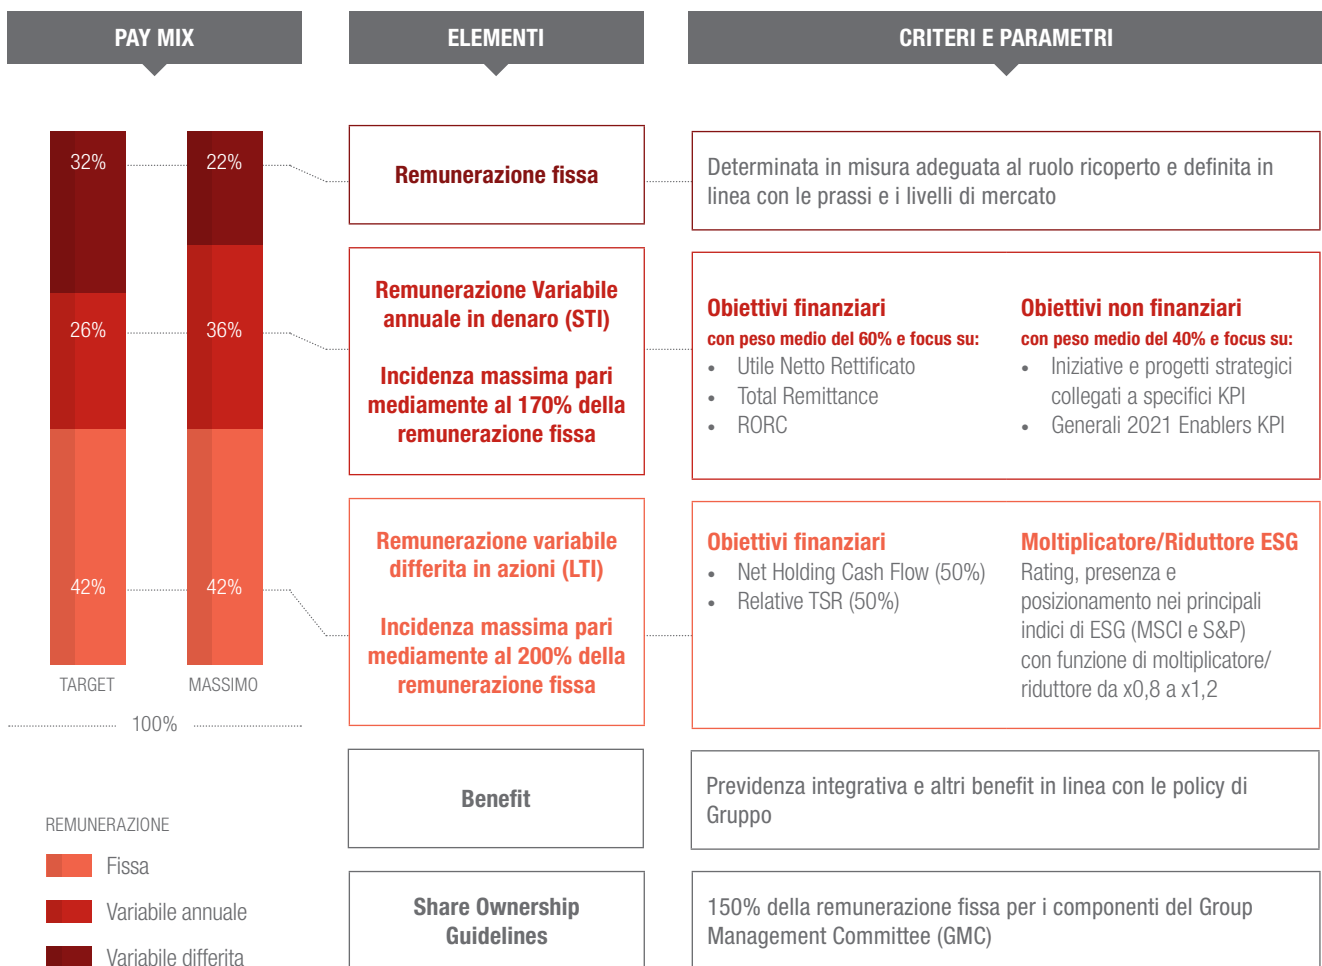 PAY MIX
ELEMENTI
CRITERI E PARAMETRI
32%
22%
26%
36%
42%
42%
TARGET
MASSIMO
100%
REMUNERAZIONE
Fissa
Variabile annuale
Variabile differita
Remunerazione fissa
Determinata in misura adeguata al ruolo ricoperto e definita in
linea con le prassi e i livelli di mercato
Remunerazione Variabile
annuale in denaro (STI)
Incidenza massima pari
mediamente al 170% della
remunerazione fissa
Obiettivi finanziari
con peso medio del 60% e focus su:
• Utile Netto Rettificato
• Total Remittance
• RORC
Obiettivi non finanziari
con peso medio del 40% e focus su:
• Iniziative e progetti strategici
collegati a specifici KPI
• Generali 2021 Enablers KPI
Remunerazione variabile
differita in azioni (LTI)
Incidenza massima pari
mediamente al 200% della
remunerazione fissa
Obiettivi finanziari
• Net Holding Cash Flow (50%)
• Relative TSR (50%)
Moltiplicatore/Riduttore ESG
Rating, presenza e
posizionamento nei principali
indici di ESG (MSCI e S&P)
con funzione di moltiplicatore/
riduttore da x0,8 a x1,2
Benefit
Previdenza integrativa e altri benefit in linea con le policy di
Gruppo
Share Ownership
Guidelines
150% della remunerazione fissa per i componenti del Group
Management Committee (GMC)